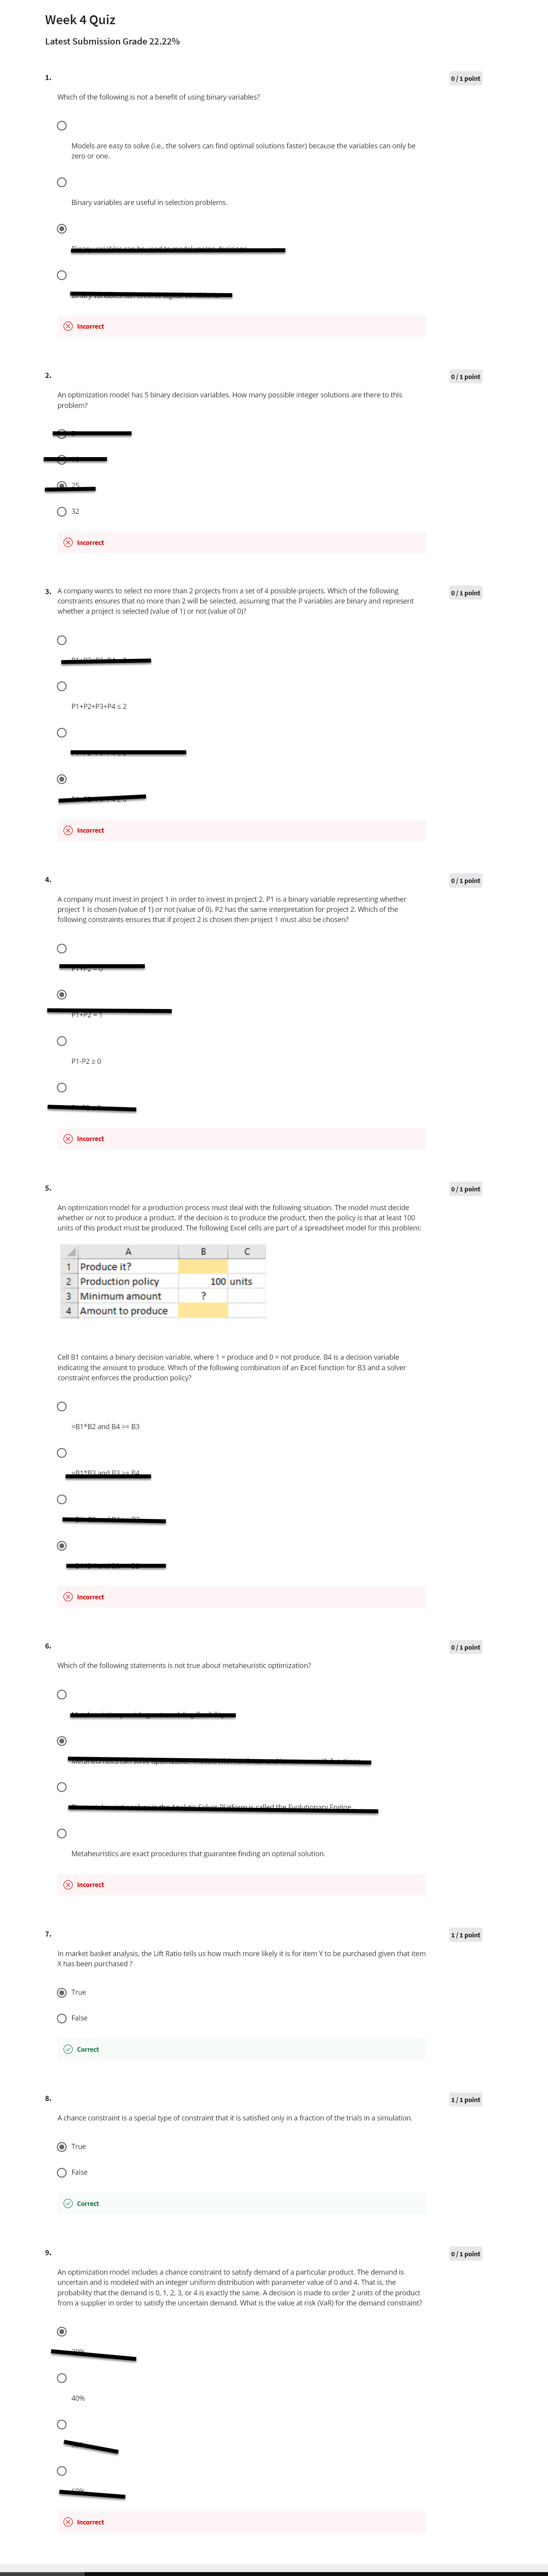 Week 4 Quiz
Latest Submission Grade 22.22%
1.
0 / 1 point
Which of the following is not a benefit of using binary variables?
Models are easy to solve (i.e., the solvers can find optimal solutions faster) because the variables can only be
zero or one.
Binary variables are useful in selection problems.
Incorrect
2.
0 / 1 point
An optimization model has 5 binary decision variables. How many possible integer solutions are there to this
problem?
25
32
Incorrect
3. A company wants to select no more than 2 projects from a set of 4 possible projects. Which of the following
0 / 1 point
constraints ensures that no more than 2 will be selected, assuming that the P variables are binary and represent
whether a project is selected (value of 1) or not (value of 0)?
P1+P2+P3+P4 ≤ 2
Incorrect
4.
0 / 1 point
A company must invest in project 1 in order to invest in project 2. P1 is a binary variable representing whether
project 1 is chosen (value of 1) or not (value of 0). P2 has the same interpretation for project 2. Which of the
following constraints ensures that if project 2 is chosen then project 1 must also be chosen?
P1+P2 = 1
P1-P2 ≥ 0
Incorrect
5.
0 / 1 point
An optimization model for a production process must deal with the following situation. The model must decide
whether or not to produce a product. If the decision is to produce the product, then the policy is that at least 100
units of this product must be produced. The following Excel cells are part of a spreadsheet model for this problem:
A B C
1 Produce it?
2 Production policy 100 units
3 Minimum amount ?
4 Amount to produce
Cell B1 contains a binary decision variable, where 1 = produce and 0 = not produce. B4 is a decision variable
indicating the amount to produce. Which of the following combination of an Excel function for B3 and a solver
constraint enforces the production policy?
=B1*B2 and B4 >= B3
=B1*B3 and B3 >= B4
Incorrect
6.
0 / 1 point
Which of the following statements is not true about metaheuristic optimization?
Metaheuristics are exact procedures that guarantee finding an optimal solution.
Incorrect
7.
1 / 1 point
In market basket analysis, the Lift Ratio tells us how much more likely it is for item Y to be purchased given that item
X has been purchased ?
True
False
Correct
8.
1 / 1 point
A chance constraint is a special type of constraint that it is satisfied only in a fraction of the trials in a simulation.
True
False
Correct
9.
0 / 1 point
An optimization model includes a chance constraint to satisfy demand of a particular product. The demand is
uncertain and is modeled with an integer uniform distribution with parameter value of 0 and 4. That is, the
probability that the demand is 0, 1, 2, 3, or 4 is exactly the same. A decision is made to order 2 units of the product
from a supplier in order to satisfy the uncertain demand. What is the value at risk (VaR) for the demand constraint?
40%
Incorrect